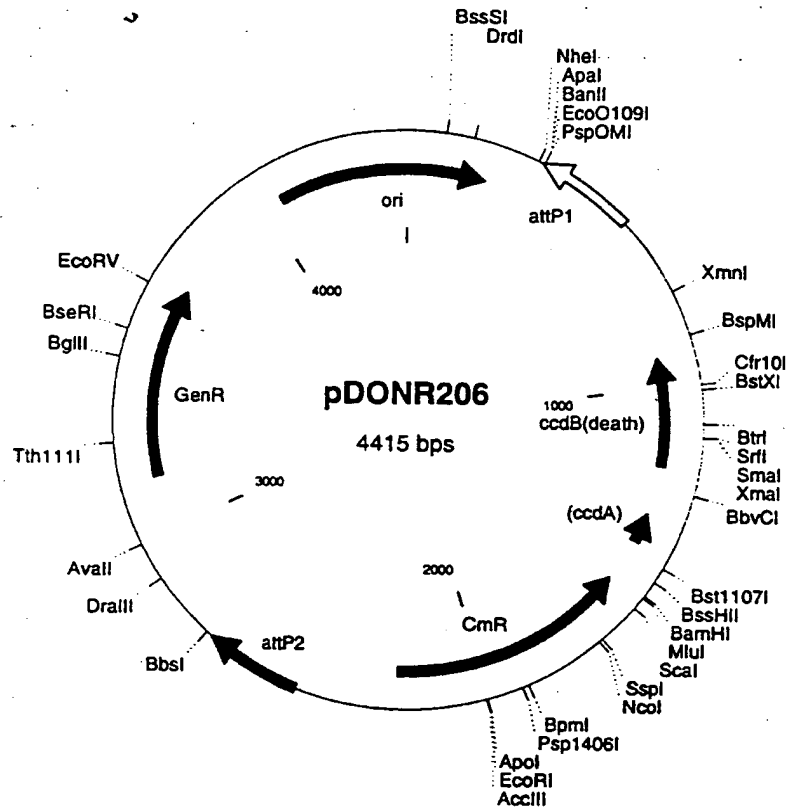 BssSI
DrdI
NheI
ApaI
BanII
EcoO109I
PspOMI
ori
attP1
EcoRV
4000
XmnI
BseRI
BspMI
BglII
Cfr10I
BstXI
GenR
pDONR206
1000
ccdB(death)
4415 bps
BtrI
SrfI
Tth111I
SmaI
XmaI
3000
BbvCI
(ccdA)
AvaII
2000
DraIII
CmR
Bst1107I
BssHII
BamHI
MluI
ScaI
attP2
BbsI
SspI
NcoI
BpmI
Psp1406I
ApoI
EcoRI
AccIII